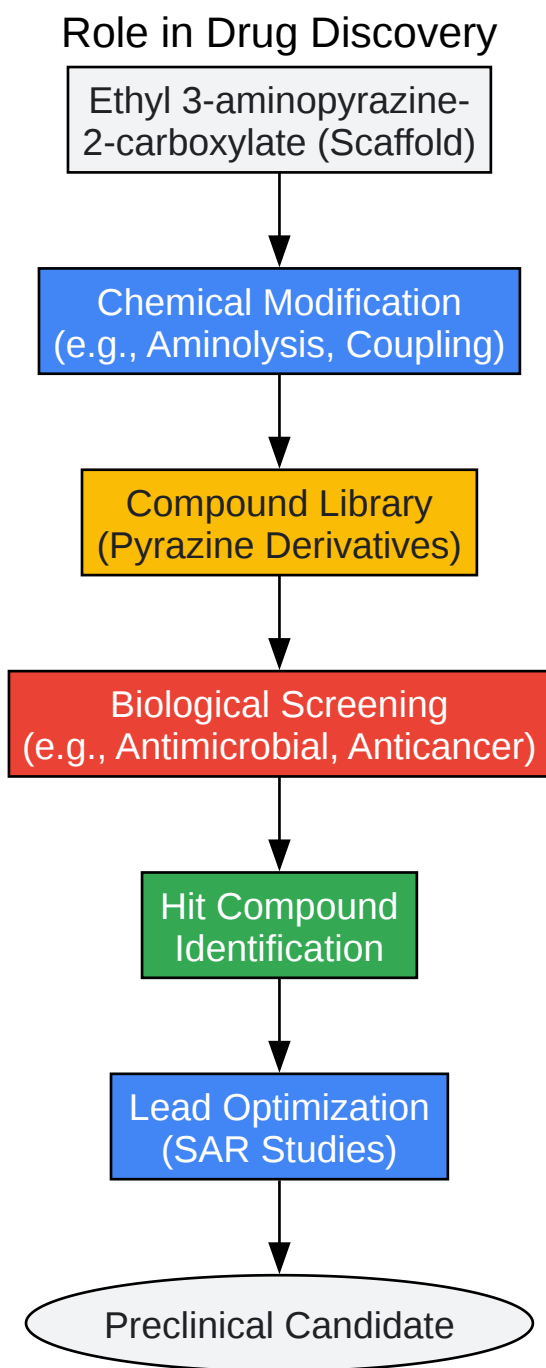 Role in Drug Discovery
Ethyl 3-aminopyrazine-
2-carboxylate (Scaffold)
Chemical Modification
(e.g., Aminolysis, Coupling)
Compound Library
(Pyrazine Derivatives)
Biological Screening
(e.g., Antimicrobial, Anticancer)
Hit Compound
Identification
Lead Optimization
(SAR Studies)
Preclinical Candidate